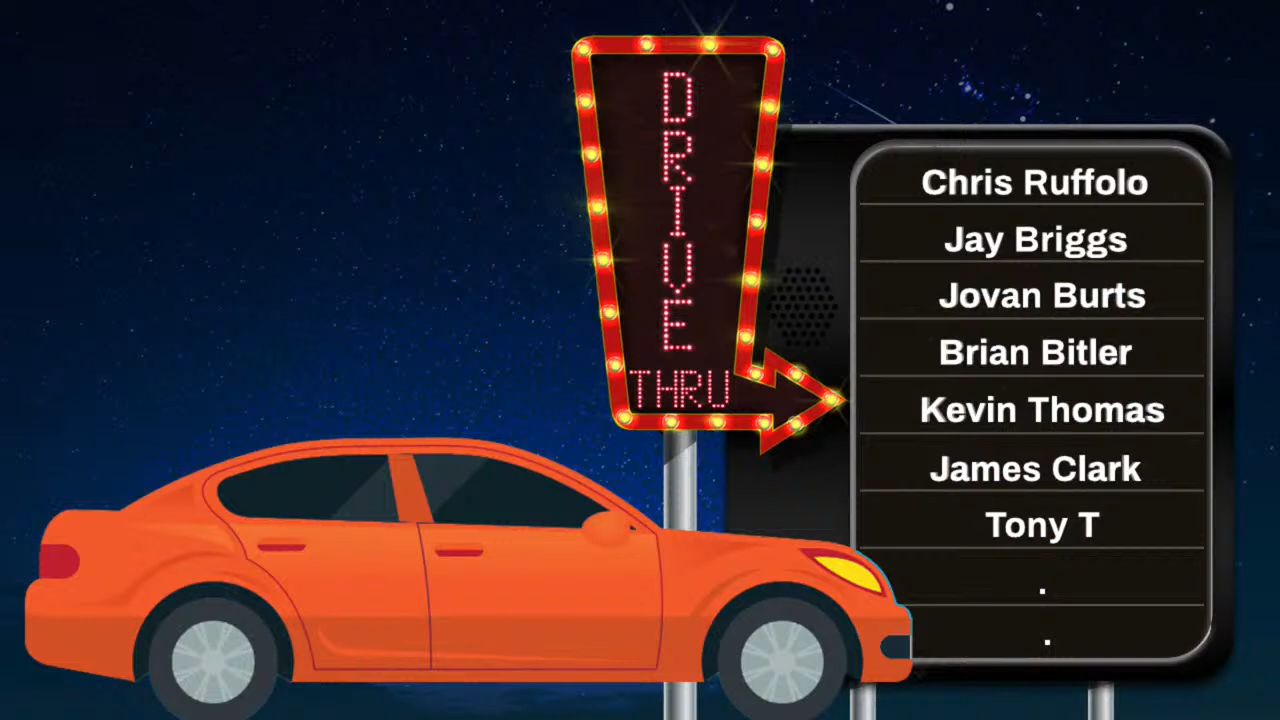 DRIVE
THRU
Chris Ruffolo
Jay Briggs
Jovan Burts
Brian Bitler
Kevin Thomas
James Clark
Tony T
.
.